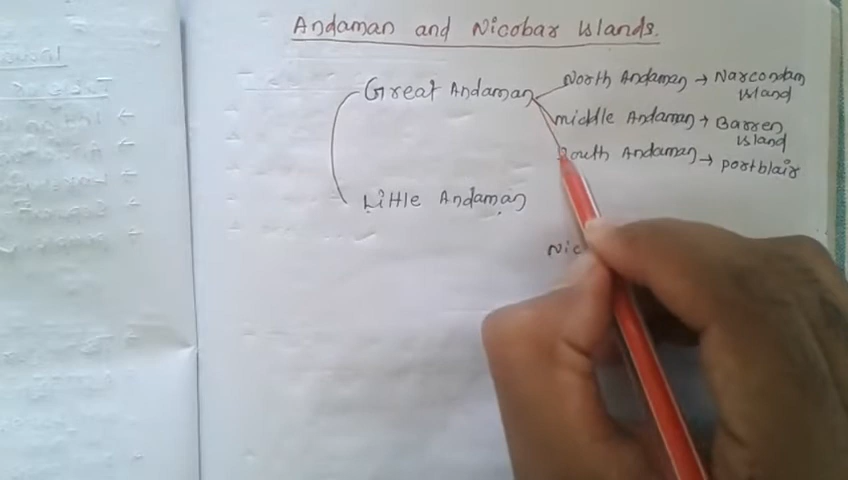 Andaman and Nicobar islands.
Great Andaman
North Andaman → Narcondam island
middle Andaman → Barren island
South Andaman → portblair
Little Andaman
Nic